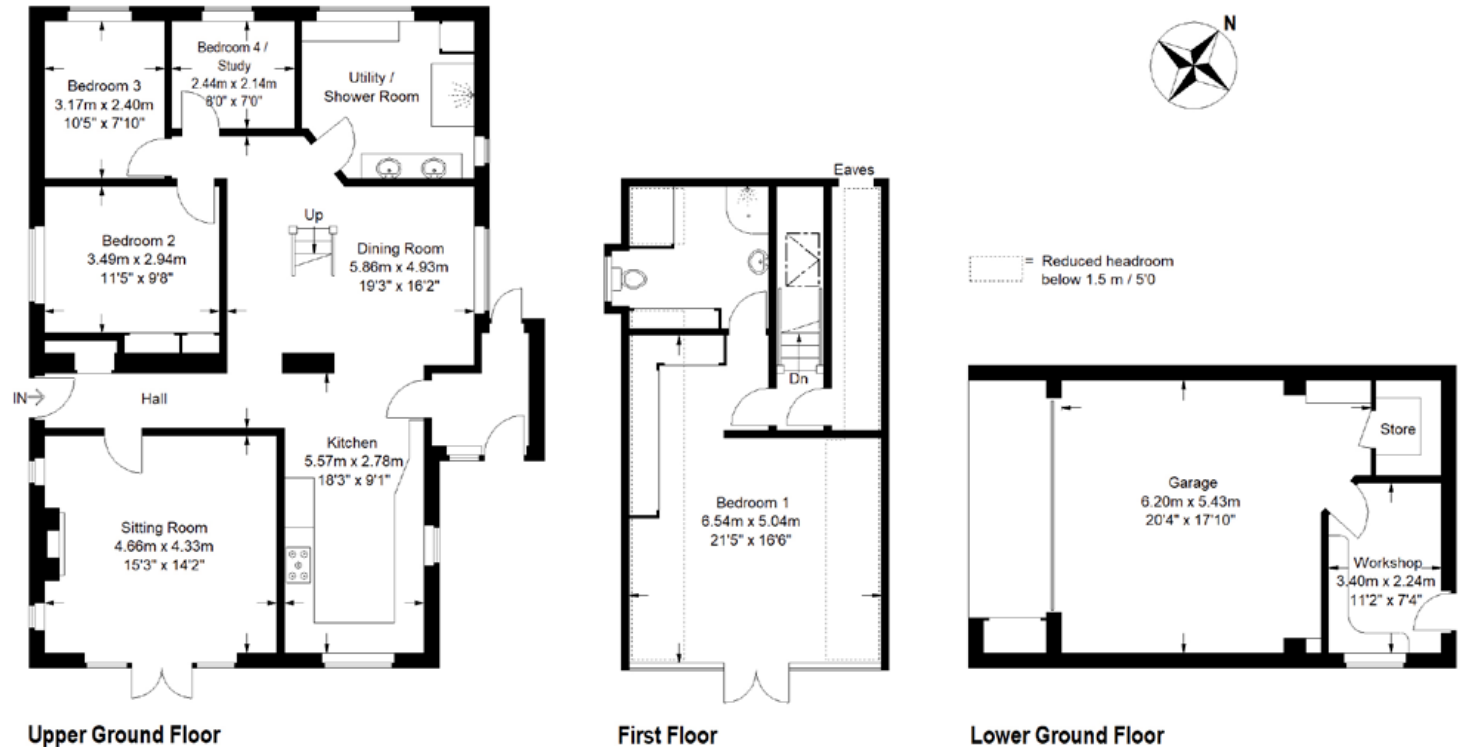 Bedroom 3
3.17m x 2.40m
10'5" x 7'10"
Bedroom 4 /
Study
2.44m x 2.14m
8'0" x 7'0"
Utility /
Shower Room
Bedroom 2
3.49m x 2.94m
11'5" x 9'8"
Up
Dining Room
5.86m x 4.93m
19'3" x 16'2"
IN
Hall
Kitchen
5.57m x 2.78m
18'3" x 9'1"
Sitting Room
4.66m x 4.33m
15'3" x 14'2"
Upper Ground Floor
Eaves
Dn
Bedroom 1
6.54m x 5.04m
21'5" x 16'6"
First Floor
N
= Reduced headroom
below 1.5 m / 5'0
Store
Garage
6.20m x 5.43m
20'4" x 17'10"
Workshop
3.40m x 2.24m
11'2" x 7'4"
Lower Ground Floor